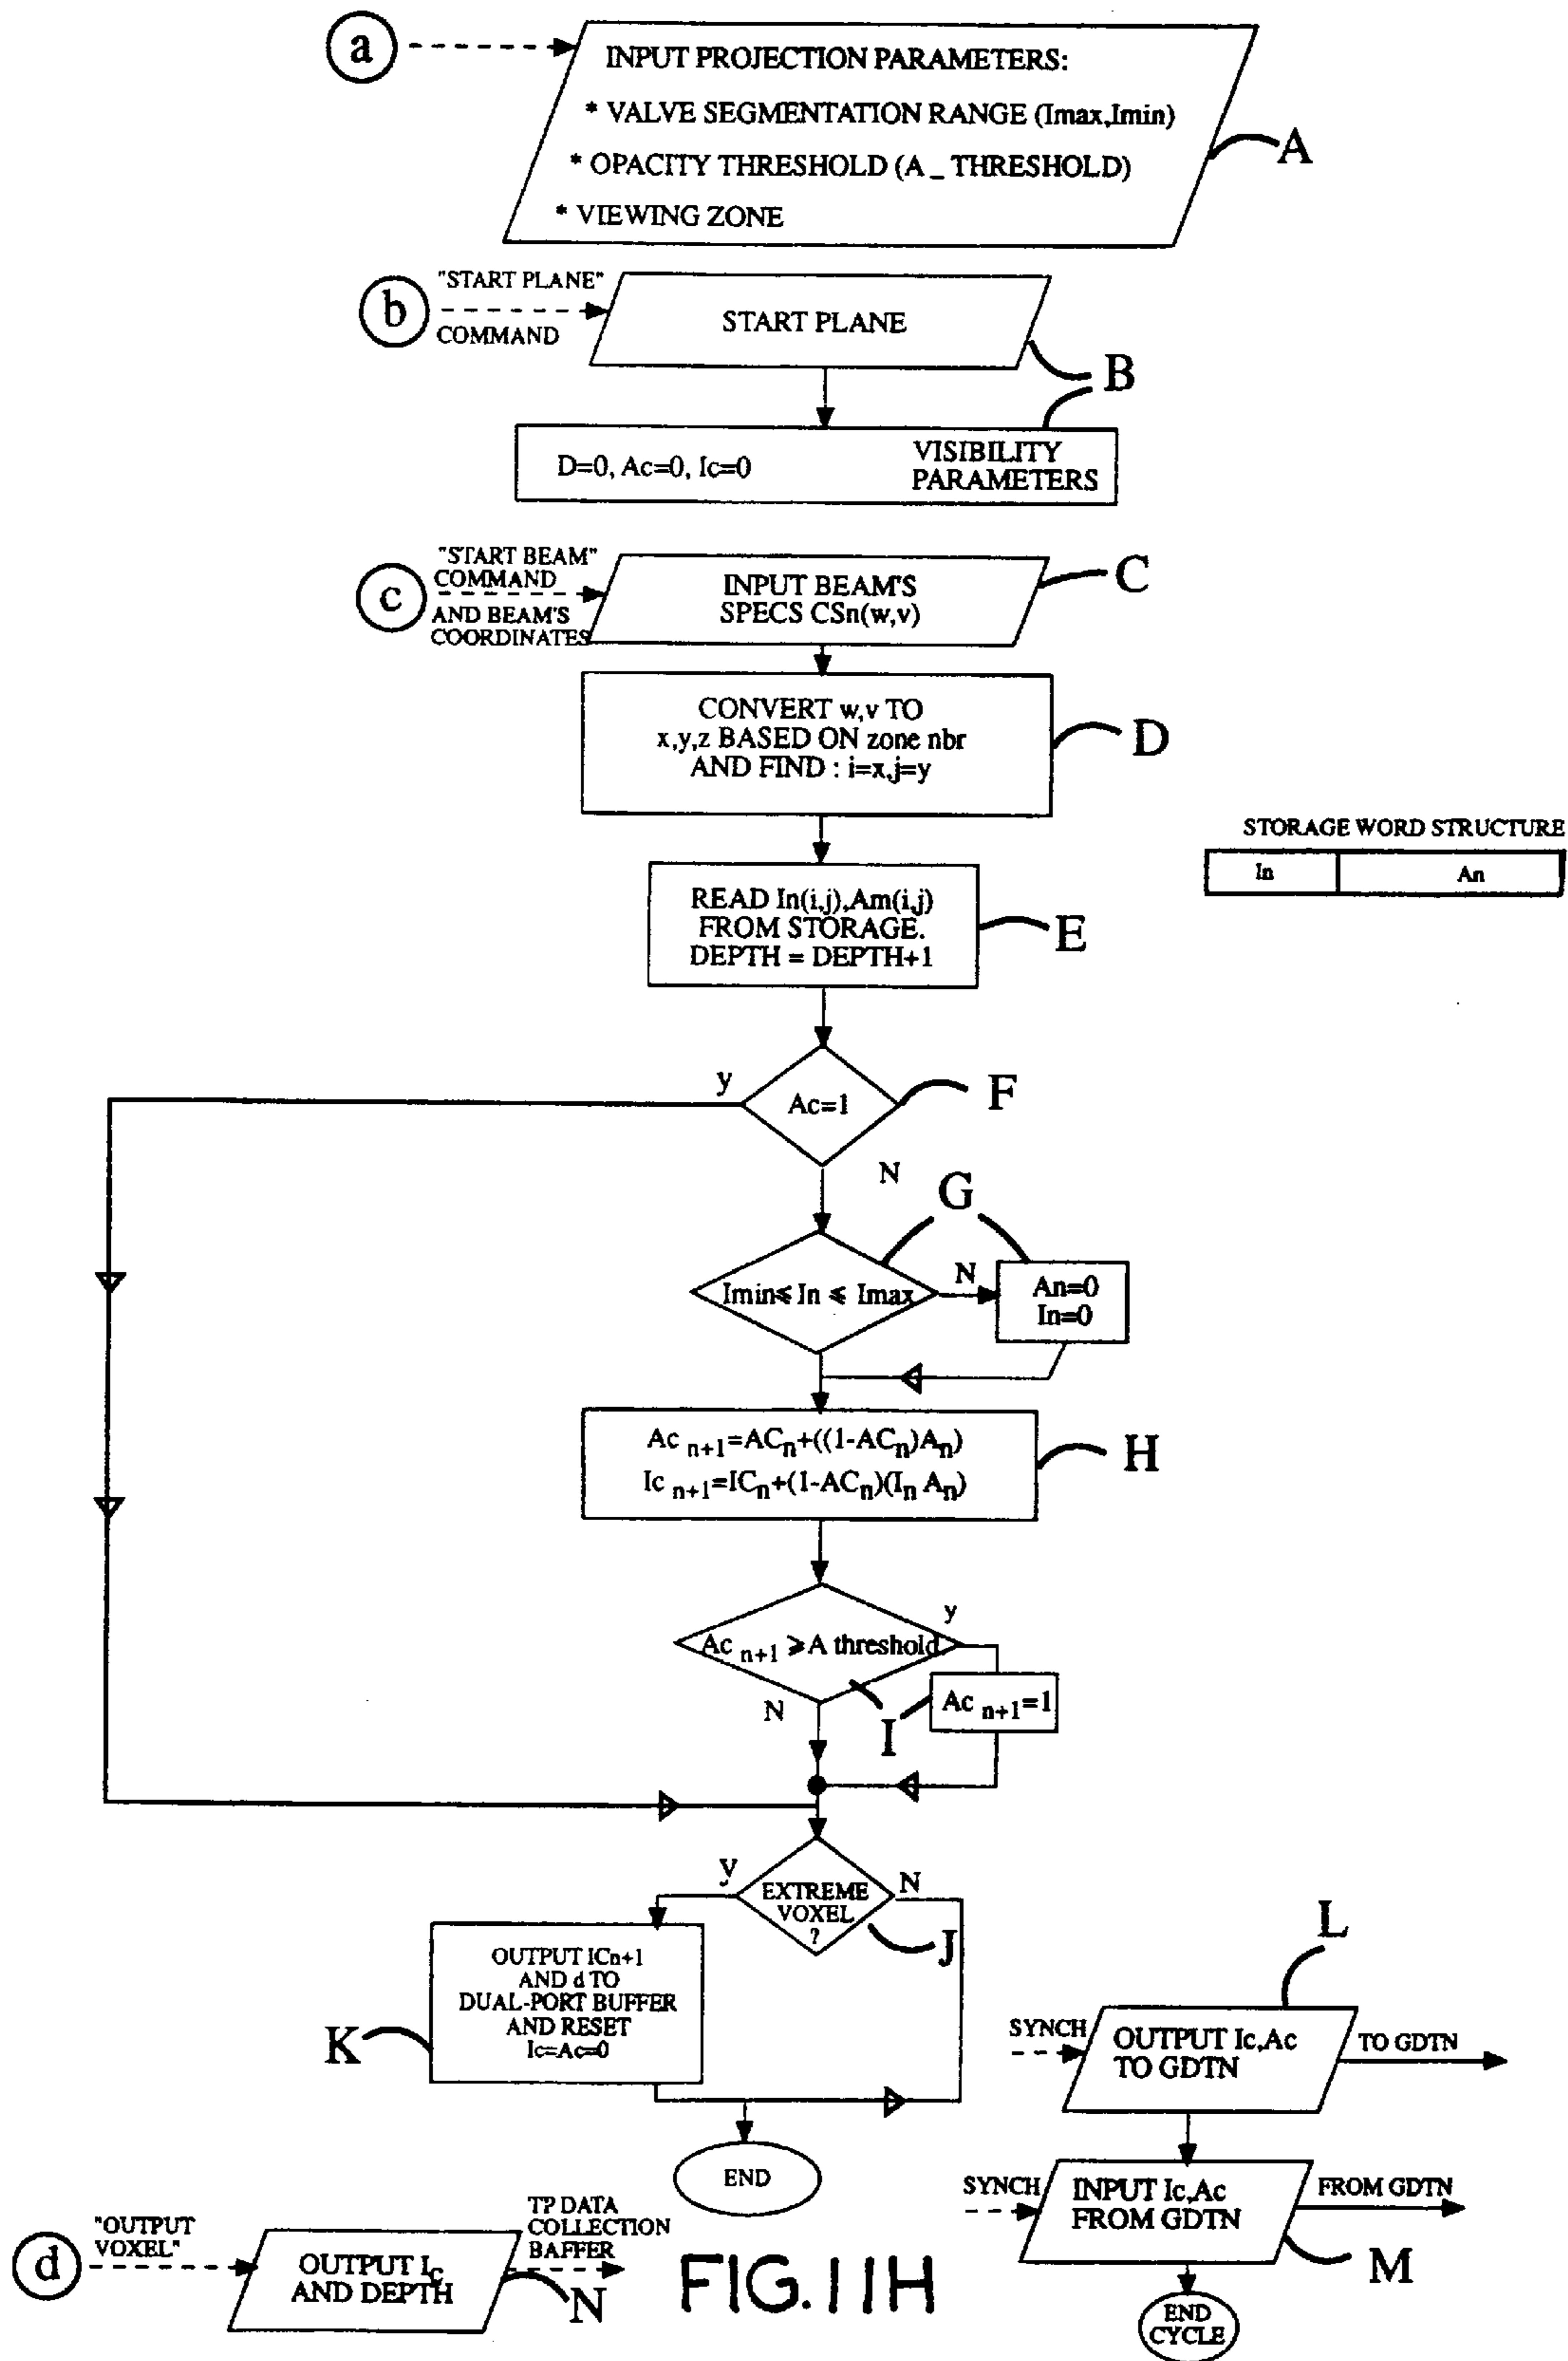 a
INPUT PROJECTION PARAMETERS:
* VALVE SEGMENTATION RANGE (Imax,Imin)
* OPACITY THRESHOLD (A _ THRESHOLD)
* VIEWING ZONE
A
b
"START PLANE"
COMMAND
START PLANE
B
D=0, Ac=0, Ic=0
VISIBILITY
PARAMETERS
c
"START BEAM"
COMMAND
AND BEAM'S
COORDINATES
INPUT BEAM'S
SPECS CSn(w,v)
C
CONVERT w,v TO
x,y,z BASED ON zone nbr
AND FIND : i=x,j=y
D
STORAGE WORD STRUCTURE
In
An
READ In(i,j),Am(i,j)
FROM STORAGE.
DEPTH = DEPTH+1
E
y
Ac=1
F
N
G
Imin≤ In ≤ Imax
N
An=0
In=0
Ac n+1=ACn+((1-ACn)An)
Ic n+1=ICn+(1-ACn)(In An)
H
y
Ac n+1 ≥A threshold
N
I
Ac n+1=1
y
EXTREME
VOXEL
?
N
J
OUTPUT ICn+1
AND d TO
DUAL-PORT BUFFER
AND RESET
Ic=Ac=0
K
END
L
SYNCH
OUTPUT Ic,Ac
TO GDTN
TO GDTN
SYNCH
INPUT Ic,Ac
FROM GDTN
FROM GDTN
M
END
CYCLE
d
"OUTPUT
VOXEL"
OUTPUT Ic
AND DEPTH
TP DATA
COLLECTION
BAFFER
N
FIG.11H